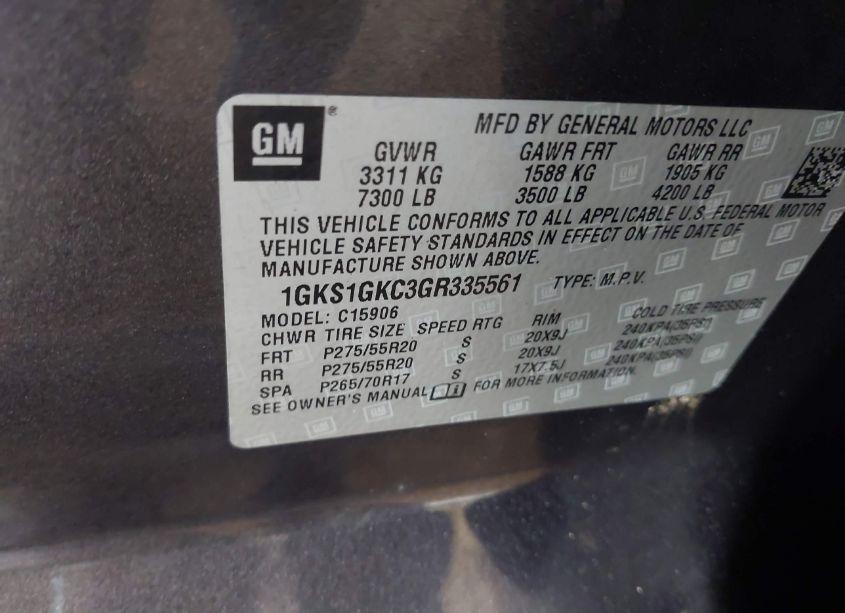 GM ®
MFD BY GENERAL MOTORS LLC
GVWR GAWR FRT GAWR RR
3311 KG 1588 KG 1905 KG
7300 LB 3500 LB 4200 LB
THIS VEHICLE CONFORMS TO ALL APPLICABLE U.S. FEDERAL MOTOR
VEHICLE SAFETY STANDARDS IN EFFECT ON THE DATE OF
MANUFACTURE SHOWN ABOVE.
1GKS1GKC3GR335561 TYPE: M.P.V.
MODEL: C15906
CHWR TIRE SIZE SPEED RTG RIM COLD TIRE PRESSURE
FRT P275/55R20 S 20X9J 240KPA(35PSI)
RR P275/55R20 S 20X9J 240KPA(35PSI)
SPA P265/70R17 S 17X7.5J 240KPA(35PSI)
SEE OWNER'S MANUAL i FOR MORE INFORMATION.